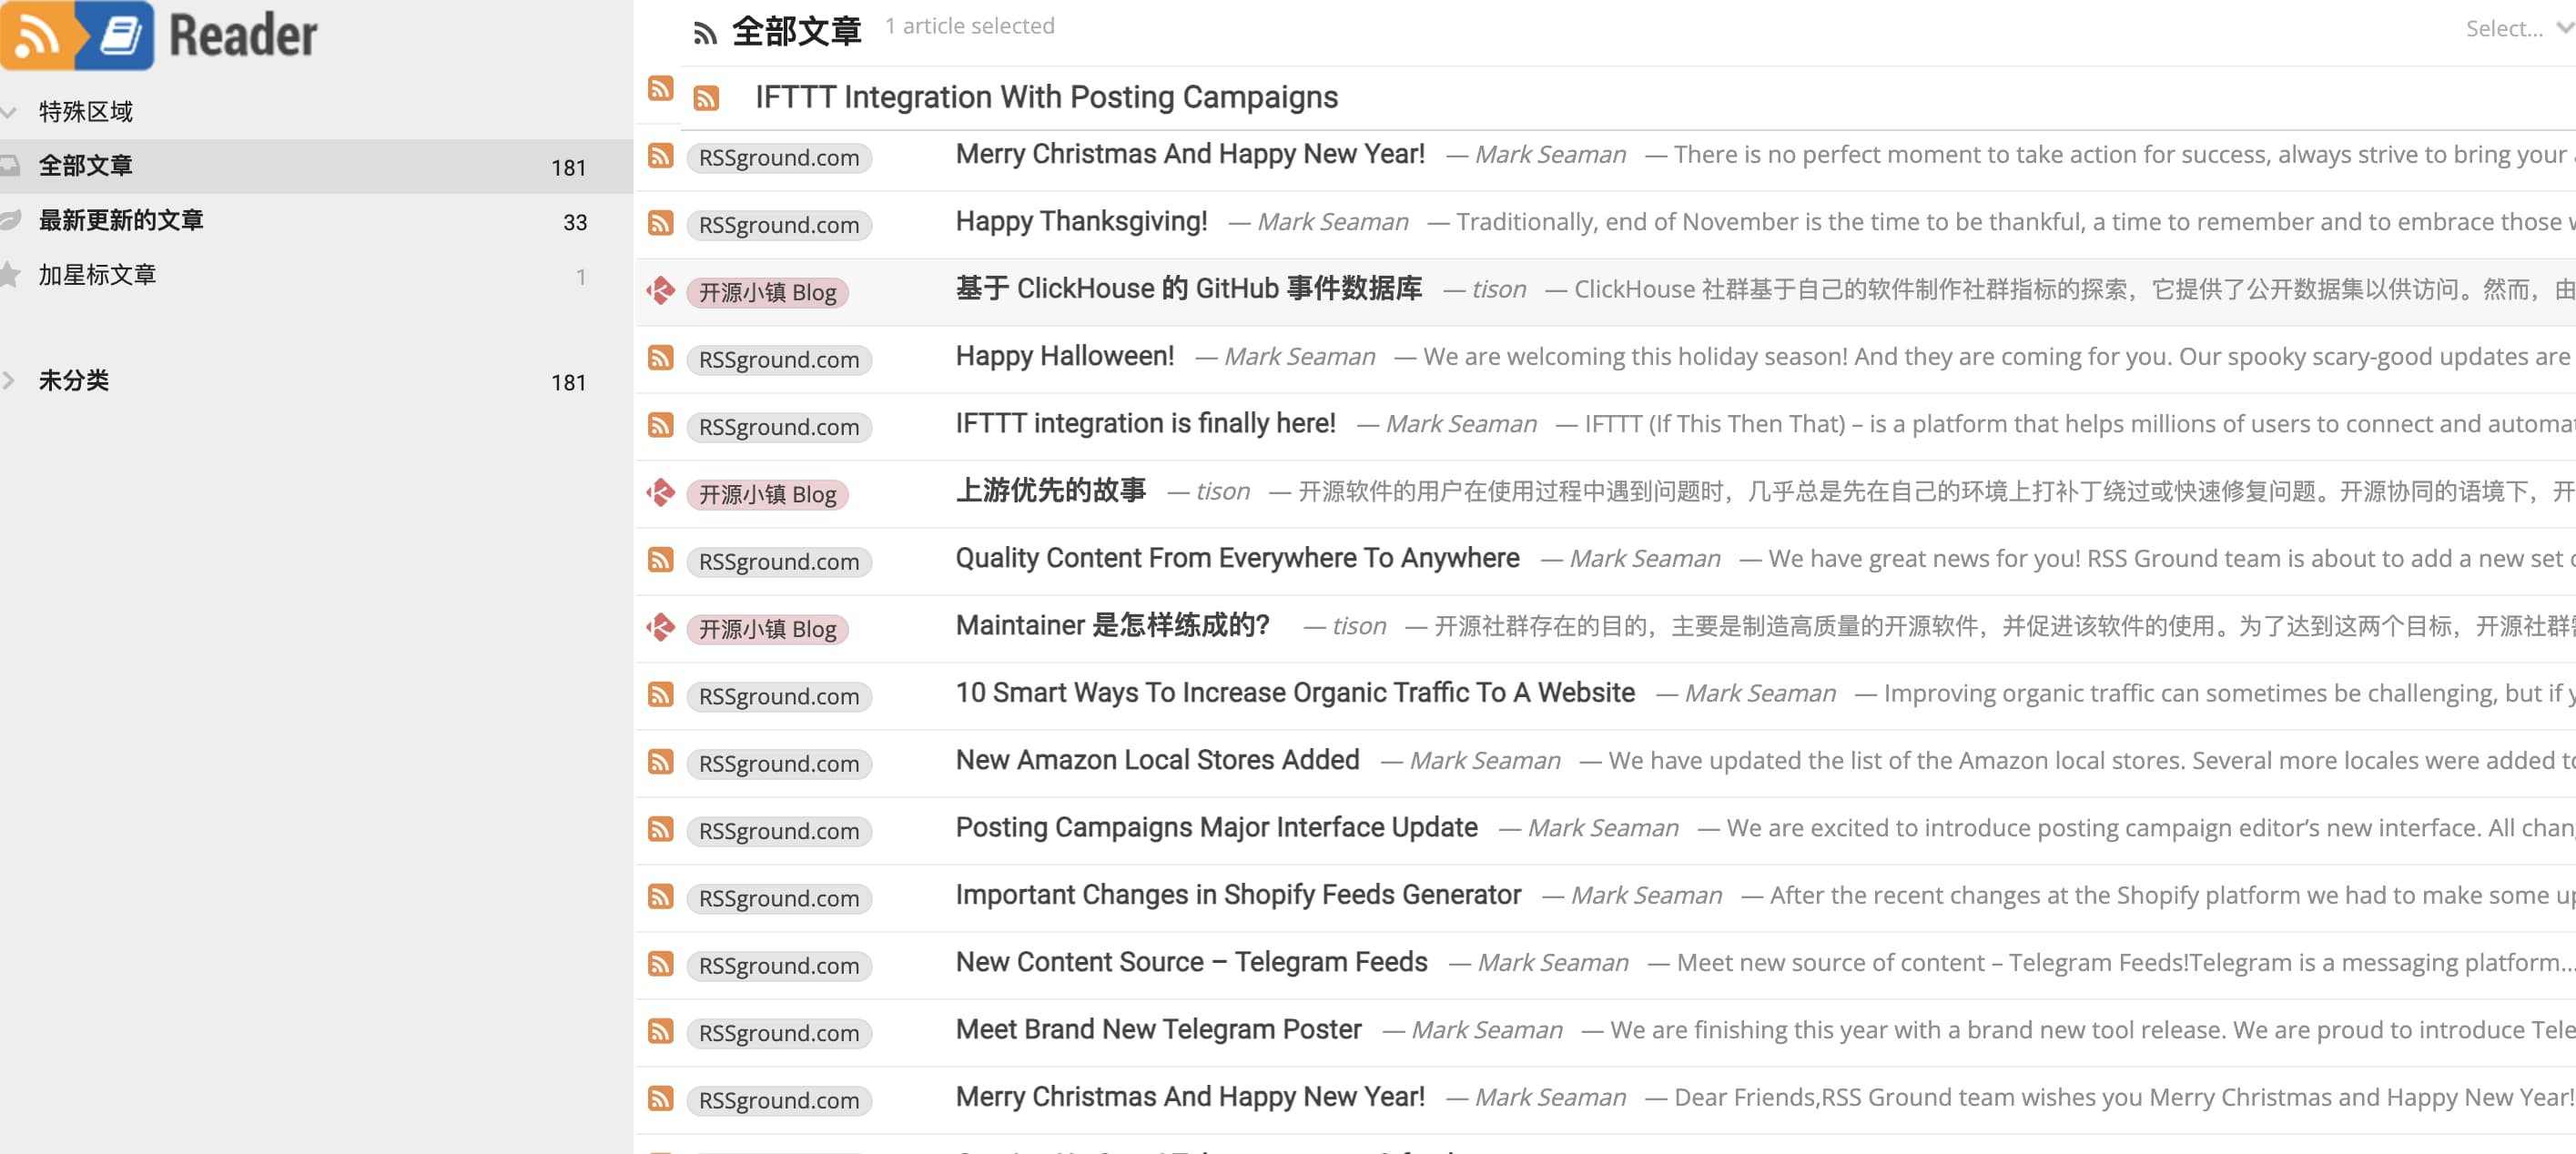 Reader
特殊区域
全部文章 181
最新更新的文章 33
加星标文章 1
未分类 181
全部文章 1 article selected Select...
IFTTT Integration With Posting Campaigns
RSSground.com Merry Christmas And Happy New Year! — Mark Seaman — There is no perfect moment to take action for success, always strive to bring your
RSSground.com Happy Thanksgiving! — Mark Seaman — Traditionally, end of November is the time to be thankful, a time to remember and to embrace those
开源小镇 Blog 基于 ClickHouse 的 GitHub 事件数据库 — tison — ClickHouse 社群基于自己的软件制作社群指标的探索，它提供了公开数据集以供访问。然而，由
RSSground.com Happy Halloween! — Mark Seaman — We are welcoming this holiday season! And they are coming for you. Our spooky scary-good updates are
RSSground.com IFTTT integration is finally here! — Mark Seaman — IFTTT (If This Then That) – is a platform that helps millions of users to connect and
开源小镇 Blog 上游优先的故事 — tison — 开源软件的用户在使用过程中遇到问题时，几乎总是先在自己的环境上打补丁绕过或快速修复问题。开源协同的语境下，开
RSSground.com Quality Content From Everywhere To Anywhere — Mark Seaman — We have great news for you! RSS Ground team is about to add a new set
开源小镇 Blog Maintainer 是怎样练成的？ — tison — 开源社群存在的目的，主要是制造高质量的开源软件，并促进该软件的使用。为了达到这两个目标，开源社群
RSSground.com 10 Smart Ways To Increase Organic Traffic To A Website — Mark Seaman — Improving organic traffic can sometimes be challenging, but if
RSSground.com New Amazon Local Stores Added — Mark Seaman — We have updated the list of the Amazon local stores. Several more locales were added
RSSground.com Posting Campaigns Major Interface Update — Mark Seaman — We are excited to introduce posting campaign editor’s new interface. All
RSSground.com Important Changes in Shopify Feeds Generator — Mark Seaman — After the recent changes at the Shopify platform we had to make some
RSSground.com New Content Source – Telegram Feeds — Mark Seaman — Meet new source of content – Telegram Feeds!Telegram is a messaging platform...
RSSground.com Meet Brand New Telegram Poster — Mark Seaman — We are finishing this year with a brand new tool release. We are proud to introduce
RSSground.com Merry Christmas And Happy New Year! — Mark Seaman — Dear Friends,RSS Ground team wishes you Merry Christmas and Happy New Year!